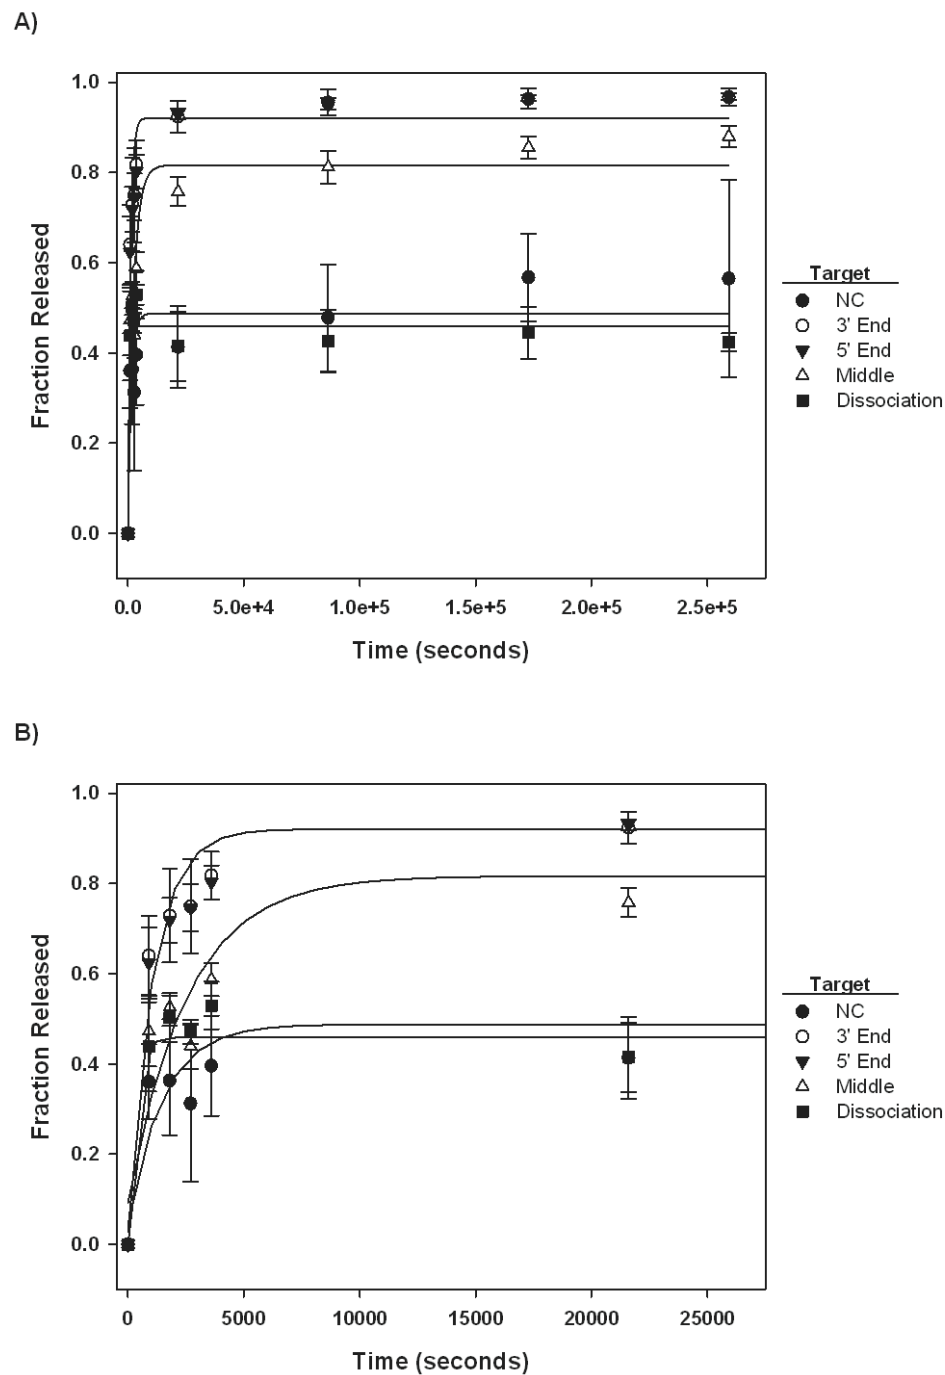 A)
1.0
0.8
0.6
0.4
0.2
0.0
Fraction Released
0.0 5.0e+4 1.0e+5 1.5e+5 2.0e+5 2.5e+5
Time (seconds)
Target
NC
3' End
5' End
Middle
Dissociation
B)
1.0
0.8
0.6
0.4
0.2
0.0
Fraction Released
0 5000 10000 15000 20000 25000
Time (seconds)
Target
NC
3' End
5' End
Middle
Dissociation